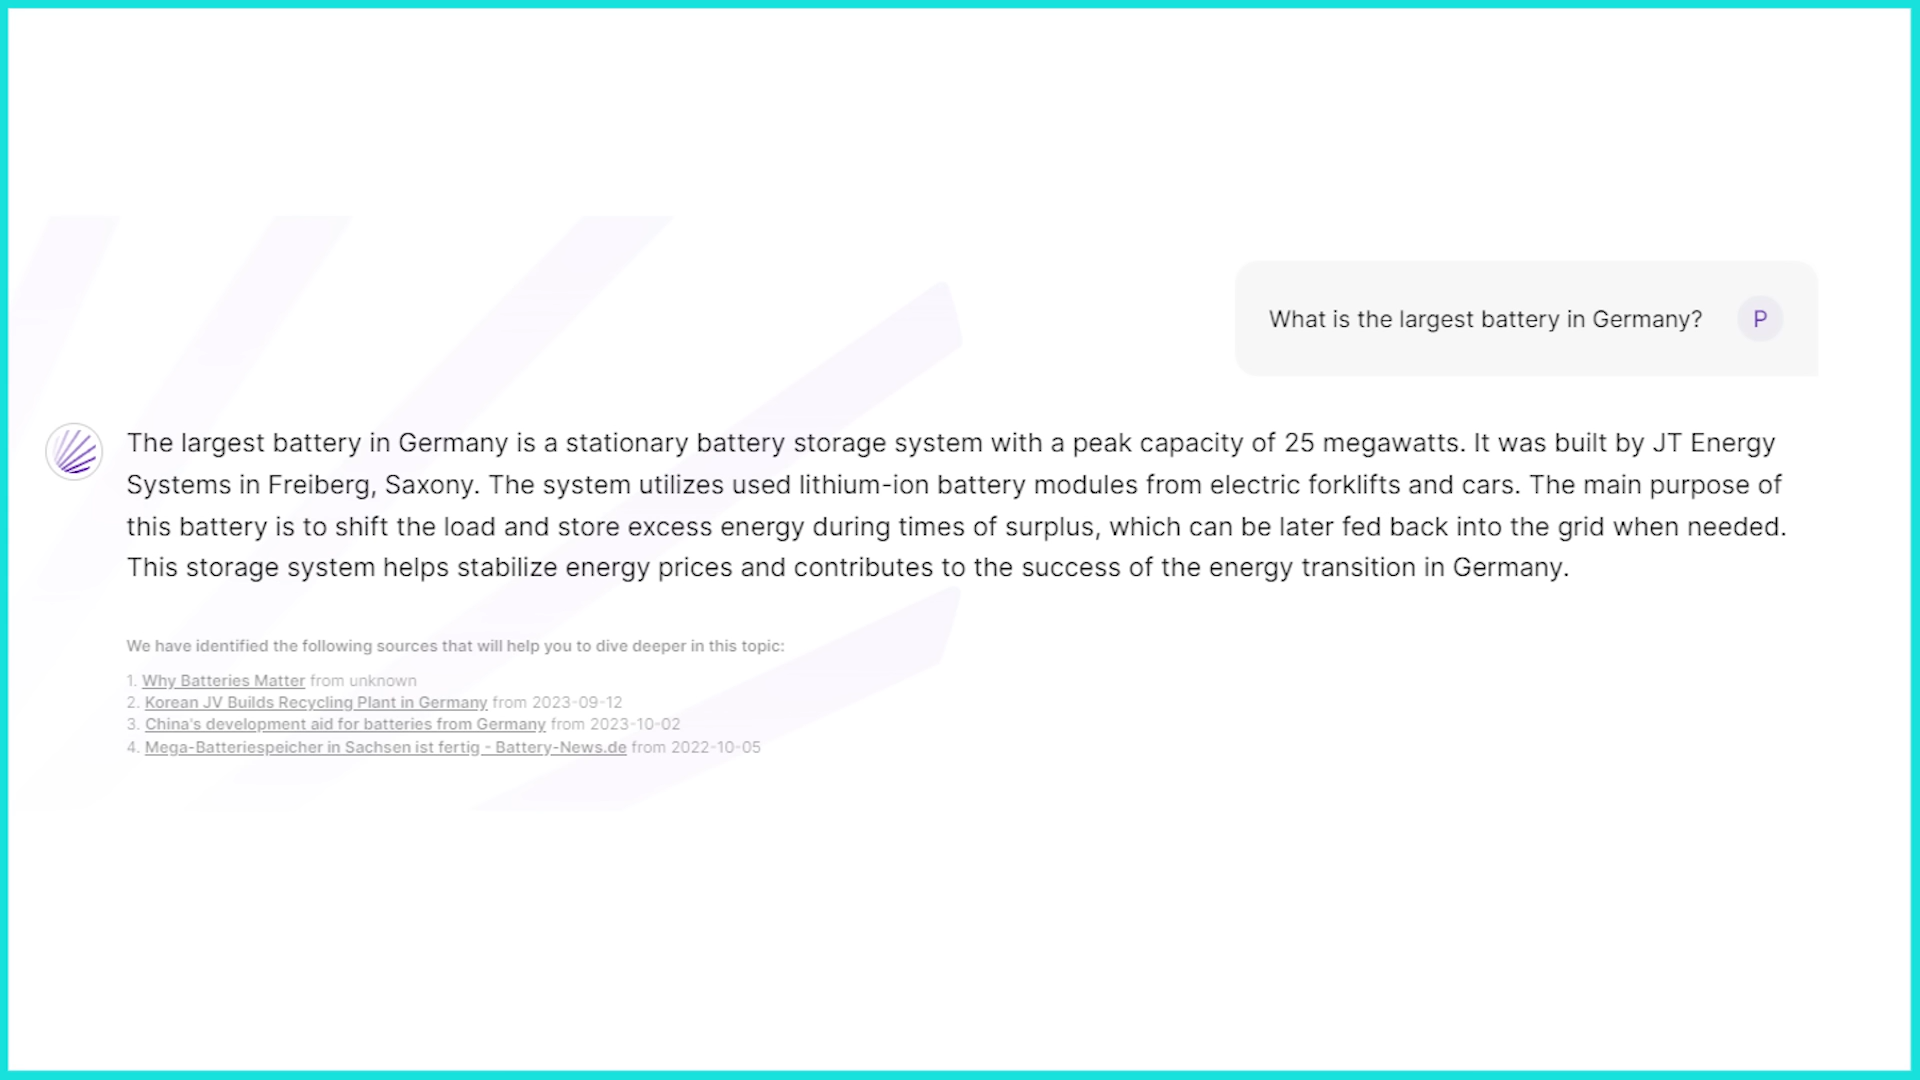 What is the largest battery in Germany?
P
The largest battery in Germany is a stationary battery storage system with a peak capacity of 25 megawatts. It was built by JT Energy
Systems in Freiberg, Saxony. The system utilizes used lithium-ion battery modules from electric forklifts and cars. The main purpose of
this battery is to shift the load and store excess energy during times of surplus, which can be later fed back into the grid when needed.
This storage system helps stabilize energy prices and contributes to the success of the energy transition in Germany.
We have identified the following sources that will help you to dive deeper in this topic:
1. Why Batteries Matter from unknown
2. Korean JV Builds Recycling Plant in Germany from 2023-09-12
3. China's development aid for batteries from Germany from 2023-10-02
4. Mega-Batteriespeicher in Sachsen ist fertig - Battery-News.de from 2022-10-05